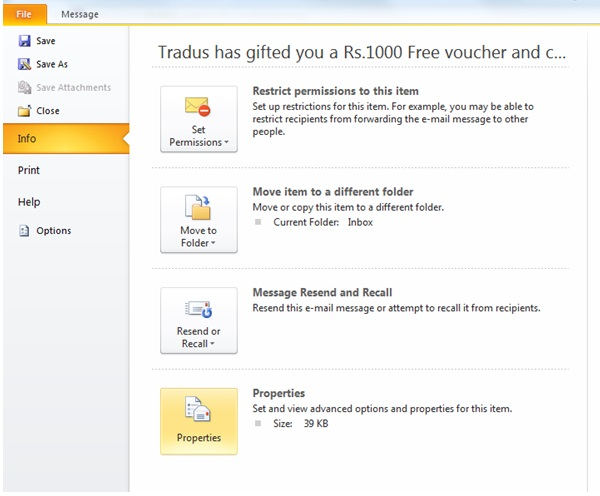 File Message
Save
Save As
Save Attachments
Close
Info
Print
Help
Options
Tradus has gifted you a Rs.1000 Free voucher and c...
Set
Permissions
Restrict permissions to this item
Set up restrictions for this item. For example, you may be able to
restrict recipients from forwarding the e-mail message to other
people.
Move to
Folder
Move item to a different folder
Move or copy this item to a different folder.
Current Folder: Inbox
Resend or
Recall
Message Resend and Recall
Resend this e-mail message or attempt to recall it from recipients.
Properties
Properties
Set and view advanced options and properties for this item.
Size: 39 KB